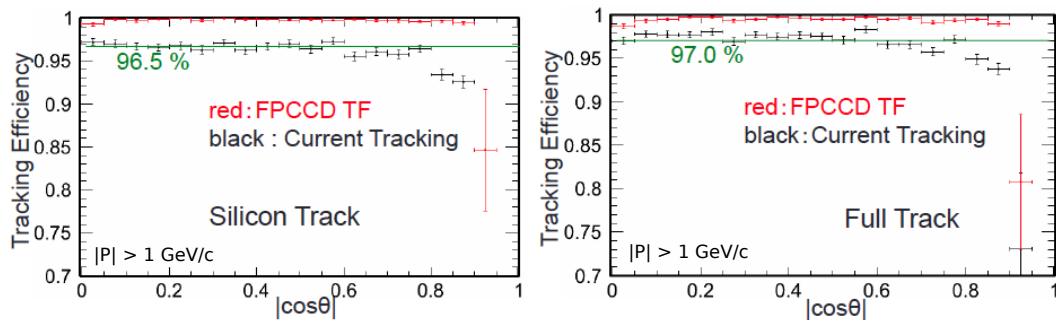 1
0.95
0.9
0.85
0.8
0.75
0.7
Tracking Efficiency
96.5 %
red : FPCCD TF
black : Current Tracking
Silicon Track
|P| > 1 GeV/c
0 0.2 0.4 0.6 0.8 1
|cosθ|
1
0.95
0.9
0.85
0.8
0.75
0.7
Tracking Efficiency
97.0 %
red : FPCCD TF
black : Current Tracking
Full Track
|P| > 1 GeV/c
0 0.2 0.4 0.6 0.8 1
|cosθ|